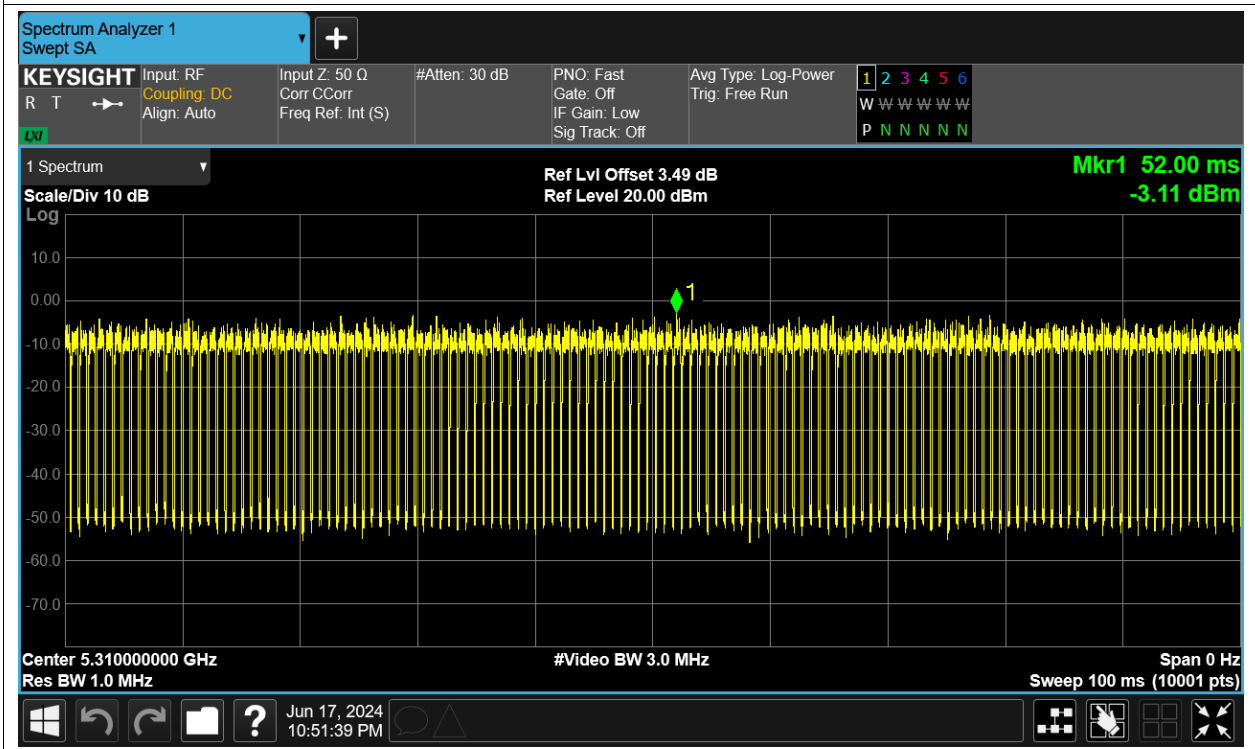 Spectrum Analyzer 1
Swept SA
+
KEYSIGHT
R T
LXI
Input: RF
Coupling: DC
Align: Auto
Input Z: 50 Ω
Corr CCorr
Freq Ref: Int (S)
#Atten: 30 dB
PNO: Fast
Gate: Off
IF Gain: Low
Sig Track: Off
Avg Type: Log-Power
Trig: Free Run
1 2 3 4 5 6
W W W W W W
P N N N N N
1 Spectrum
Scale/Div 10 dB
Ref Lvl Offset 3.49 dB
Ref Level 20.00 dBm
Mkr1 52.00 ms
-3.11 dBm
Log
10.0
0.00
-10.0
-20.0
-30.0
-40.0
-50.0
-60.0
-70.0
1
Center 5.310000000 GHz
Res BW 1.0 MHz
#Video BW 3.0 MHz
Span 0 Hz
Sweep 100 ms (10001 pts)
?
Jun 17, 2024
10:51:39 PM